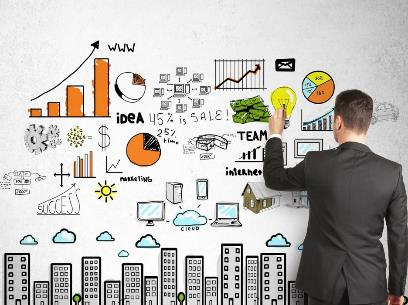 WWW
iDEA
45% is SALE!
25%
TEAM
internet
MARKETING
SUCCESS
CLOUD
$